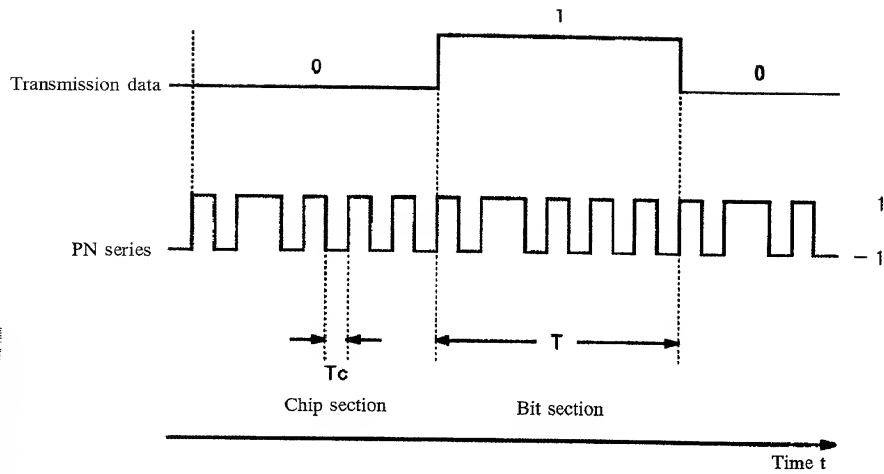 1
0
0
Transmission data
1
PN series
− 1
T
Tc
Chip section
Bit section
Time t